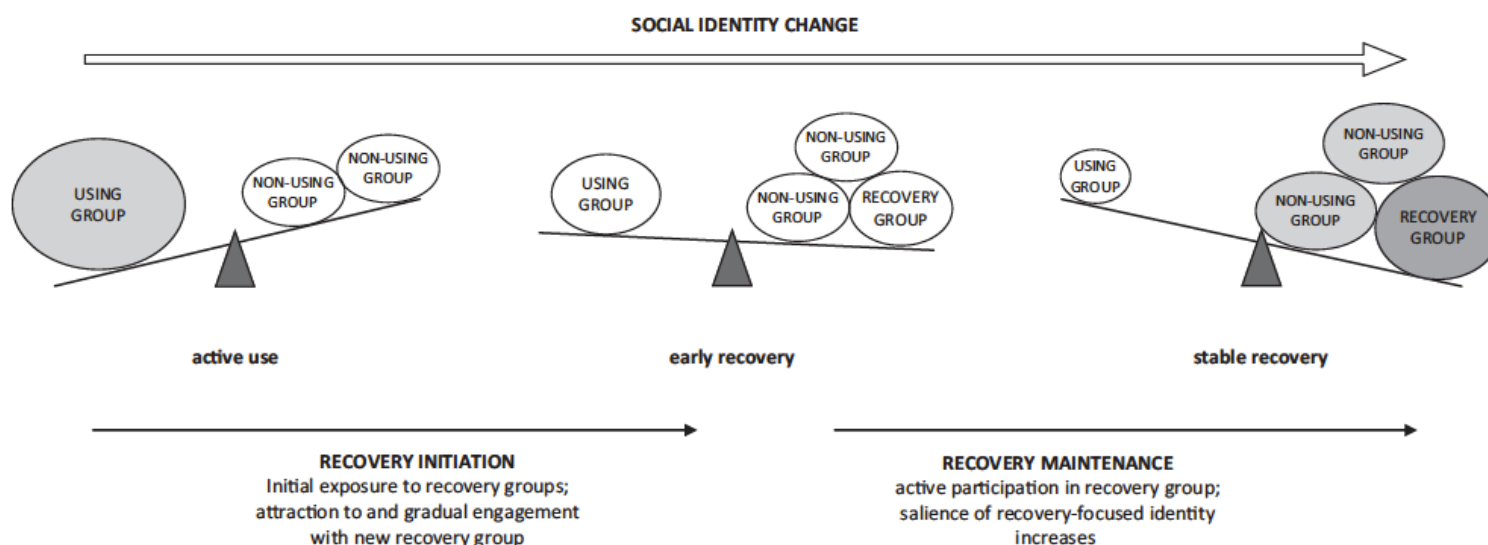 SOCIAL IDENTITY CHANGE
USING
GROUP
NON-USING
GROUP
NON-USING
GROUP
USING
GROUP
NON-USING
GROUP
NON-USING
GROUP
RECOVERY
GROUP
USING
GROUP
NON-USING
GROUP
NON-USING
GROUP
RECOVERY
GROUP
active use
early recovery
stable recovery
RECOVERY INITIATION
Initial exposure to recovery groups;
attraction to and gradual engagement
with new recovery group
RECOVERY MAINTENANCE
active participation in recovery group;
salience of recovery-focused identity
increases